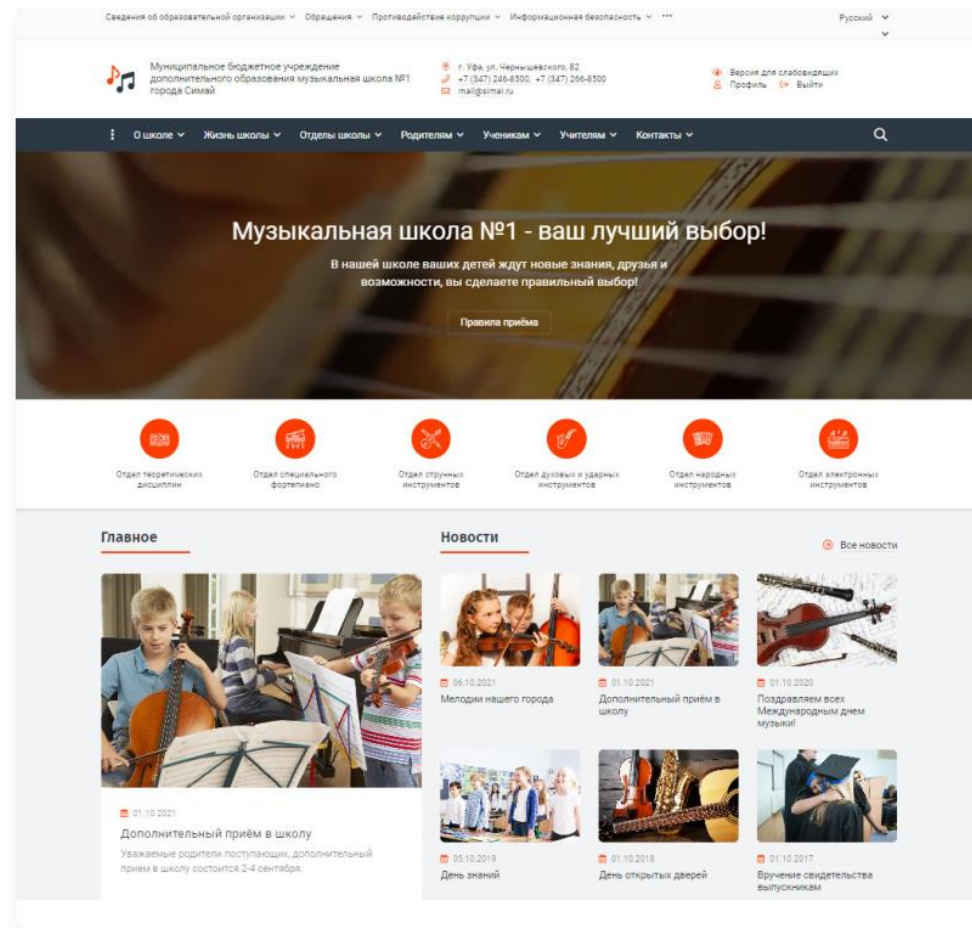 Сведения об образовательной организации Обращения Противодействие коррупции Информационная безопасность ··· Русский
Муниципальное бюджетное учреждение
дополнительного образования музыкальная школа №1
города Симай
г. Уфа, ул. Чернышевского, 82
+7 (347) 246-8500, +7 (347) 266-8500
mail@simai.ru
Версия для слабовидящих
Профиль Выйти
О школе Жизнь школы Отделы школы Родителям Ученикам Учителям Контакты
Музыкальная школа №1 - ваш лучший выбор!
В нашей школе ваших детей ждут новые знания, друзья и
возможности, вы сделаете правильный выбор!
Правила приёма
Отдел теоретических
дисциплин
Отдел специального
фортепиано
Отдел струнных
инструментов
Отдел духовых и ударных
инструментов
Отдел народных
инструментов
Отдел электронных
инструментов
Главное
01.10.2021
Дополнительный приём в школу
Уважаемые родители поступающих, дополнительный
прием в школу состоится 2-4 сентября.
Новости
Все новости
06.10.2021
Мелодии нашего города
01.10.2021
Дополнительный приём в
школу
01.10.2020
Поздравляем всех
Международным днем
музыки!
05.10.2019
День знаний
01.10.2018
День открытых дверей
01.10.2017
Вручение свидетельства
выпускникам